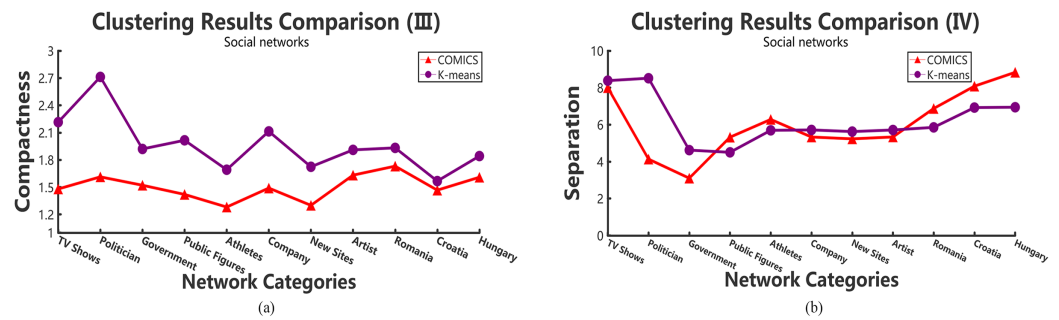 Clustering Results Comparison (Ⅲ)
Social networks
COMICS
K-means
Compactness
3
2.7
2.4
2.1
1.8
1.5
1.2
1
TV Shows
Politician
Government
Public Figures
Athletes
Company
New Sites
Artist
Romania
Croatia
Hungary
Network Categories
(a)
Clustering Results Comparison (Ⅳ)
Social networks
COMICS
K-means
Separation
10
8
6
4
2
0
TV Shows
Politician
Government
Public Figures
Athletes
Company
New Sites
Artist
Romania
Croatia
Hungary
Network Categories
(b)